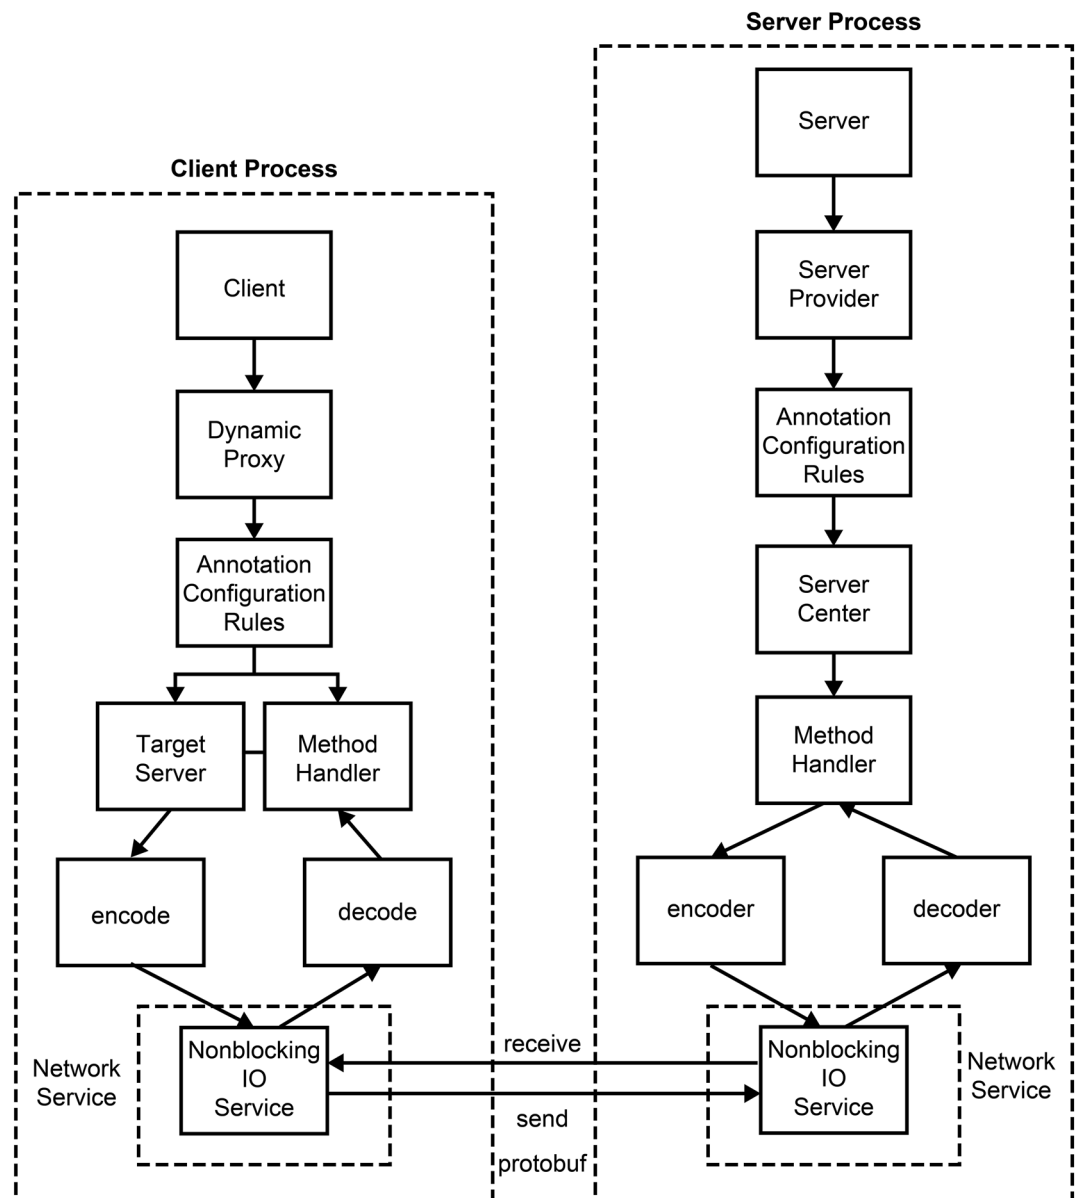 Server Process
Server
Client Process
Client
Server
Provider
Dynamic
Proxy
Annotation
Configuration
Rules
Annotation
Configuration
Rules
Server
Center
Target
Server
Method
Handler
Method
Handler
encode
decode
encoder
decoder
Network
Service
Nonblocking
IO
Service
receive
send
protobuf
Nonblocking
IO
Service
Network
Service